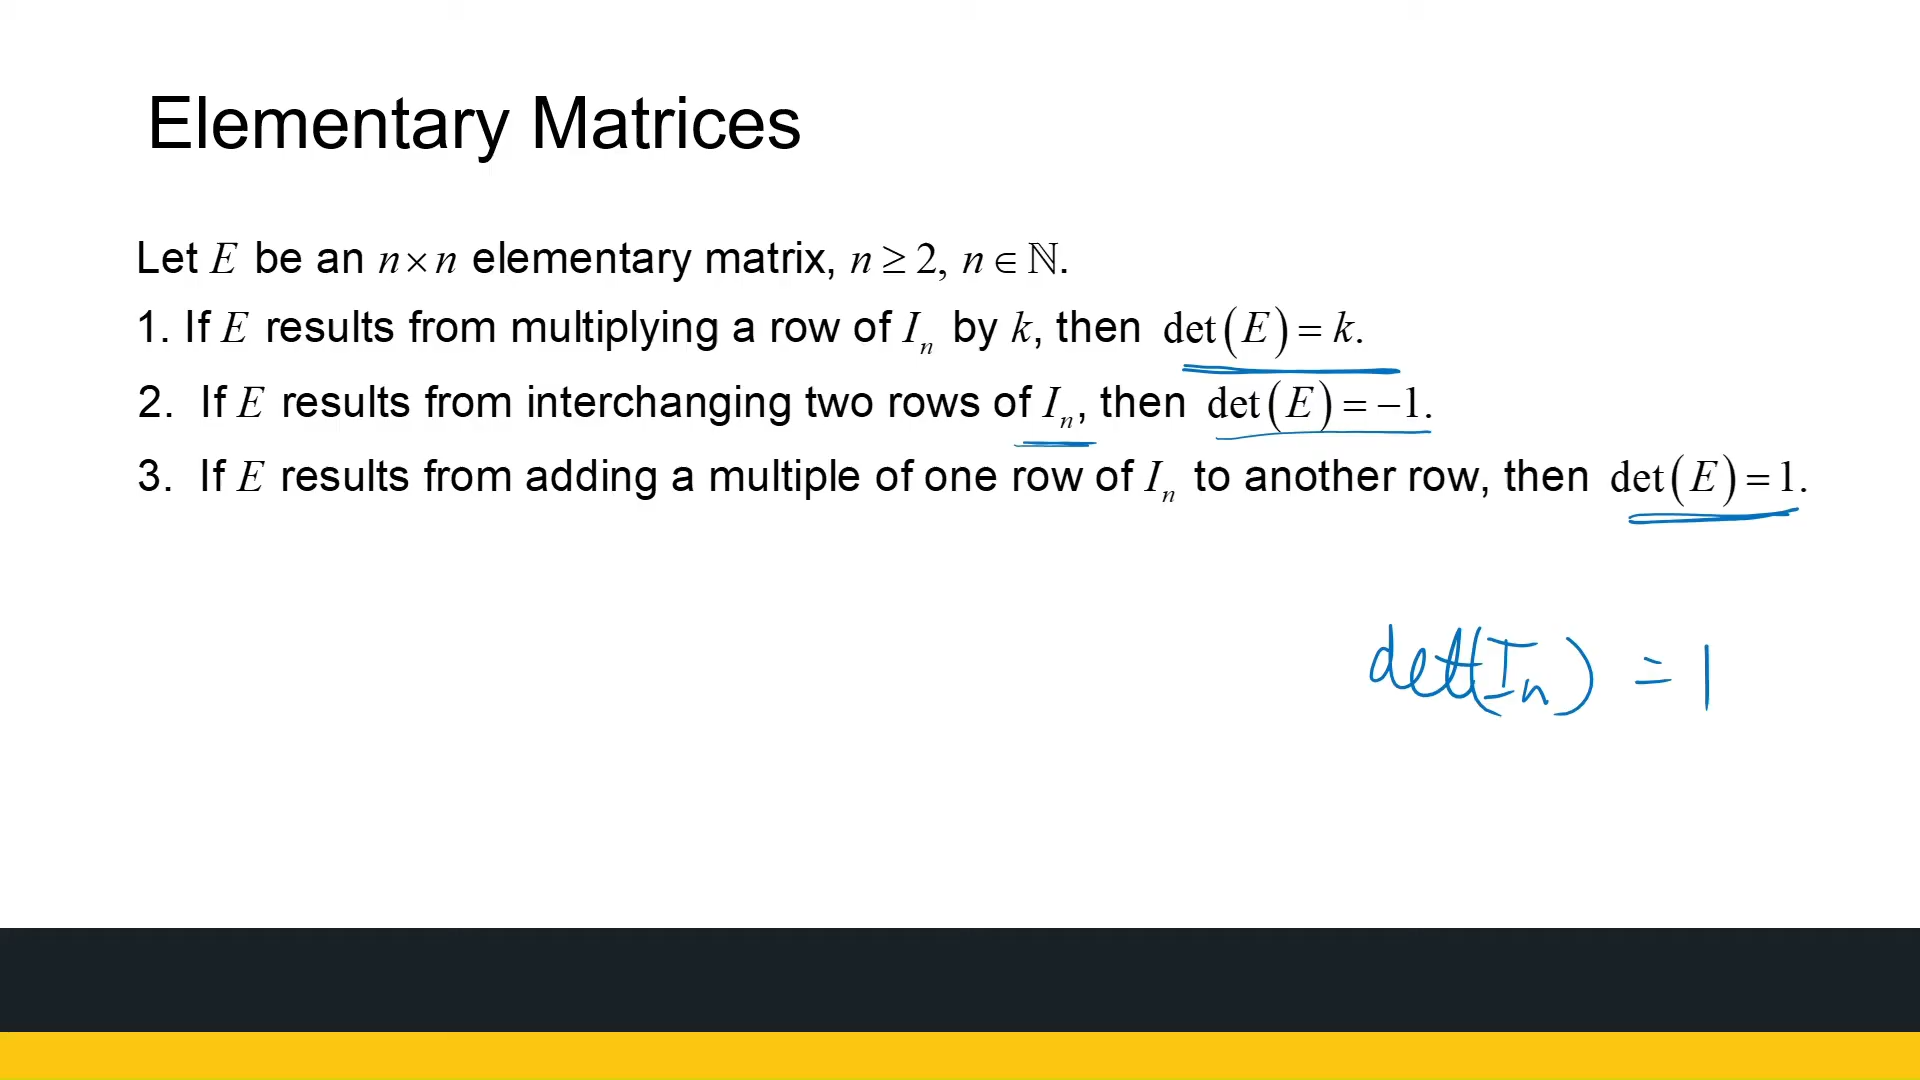 Elementary Matrices
Let E be an n×n elementary matrix, n ≥ 2, n ∈ ℕ.
1. If E results from multiplying a row of Iₙ by k, then det(E) = k.
2. If E results from interchanging two rows of Iₙ, then det(E) = −1.
3. If E results from adding a multiple of one row of Iₙ to another row, then det(E) = 1.
det(Iₙ) = 1